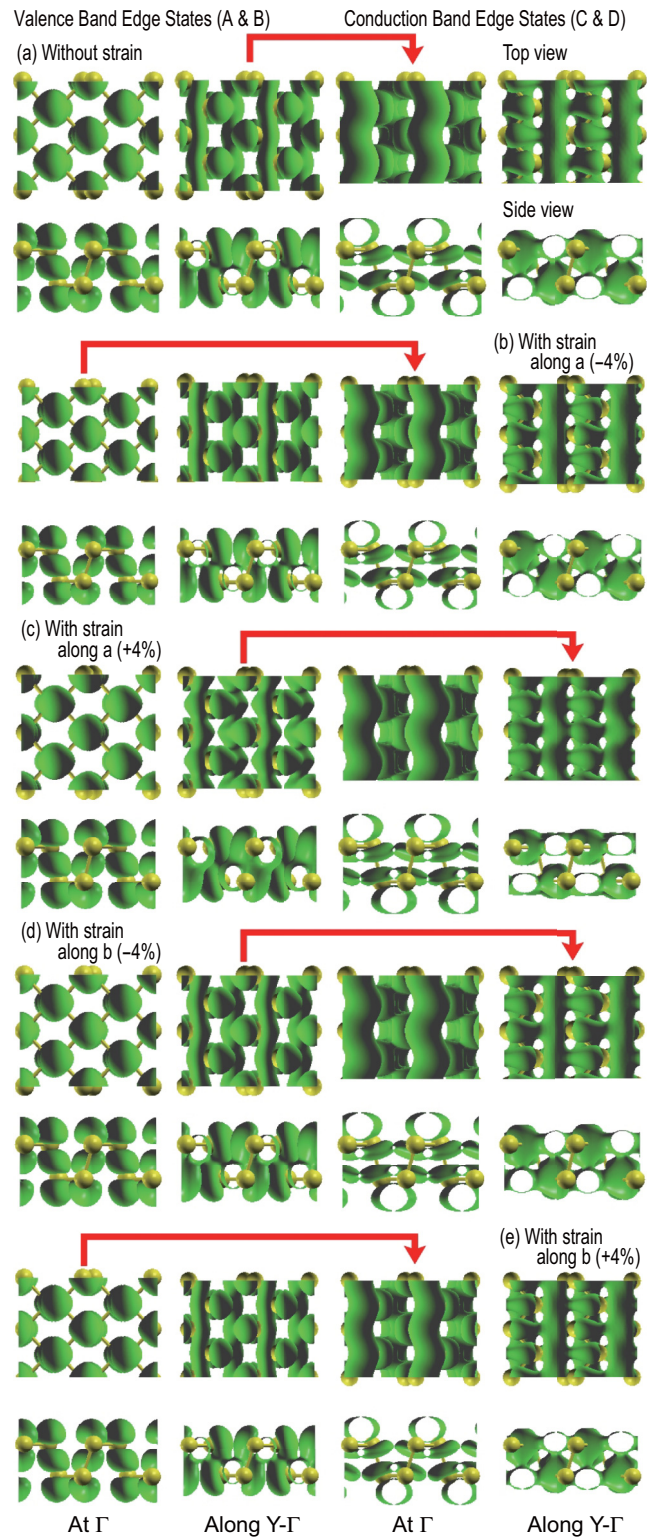 Valence Band Edge States (A & B)
Conduction Band Edge States (C & D)
(a) Without strain
Top view
Side view
(b) With strain
along a (−4%)
(c) With strain
along a (+4%)
(d) With strain
along b (−4%)
(e) With strain
along b (+4%)
At Γ
Along Y-Γ
At Γ
Along Y-Γ